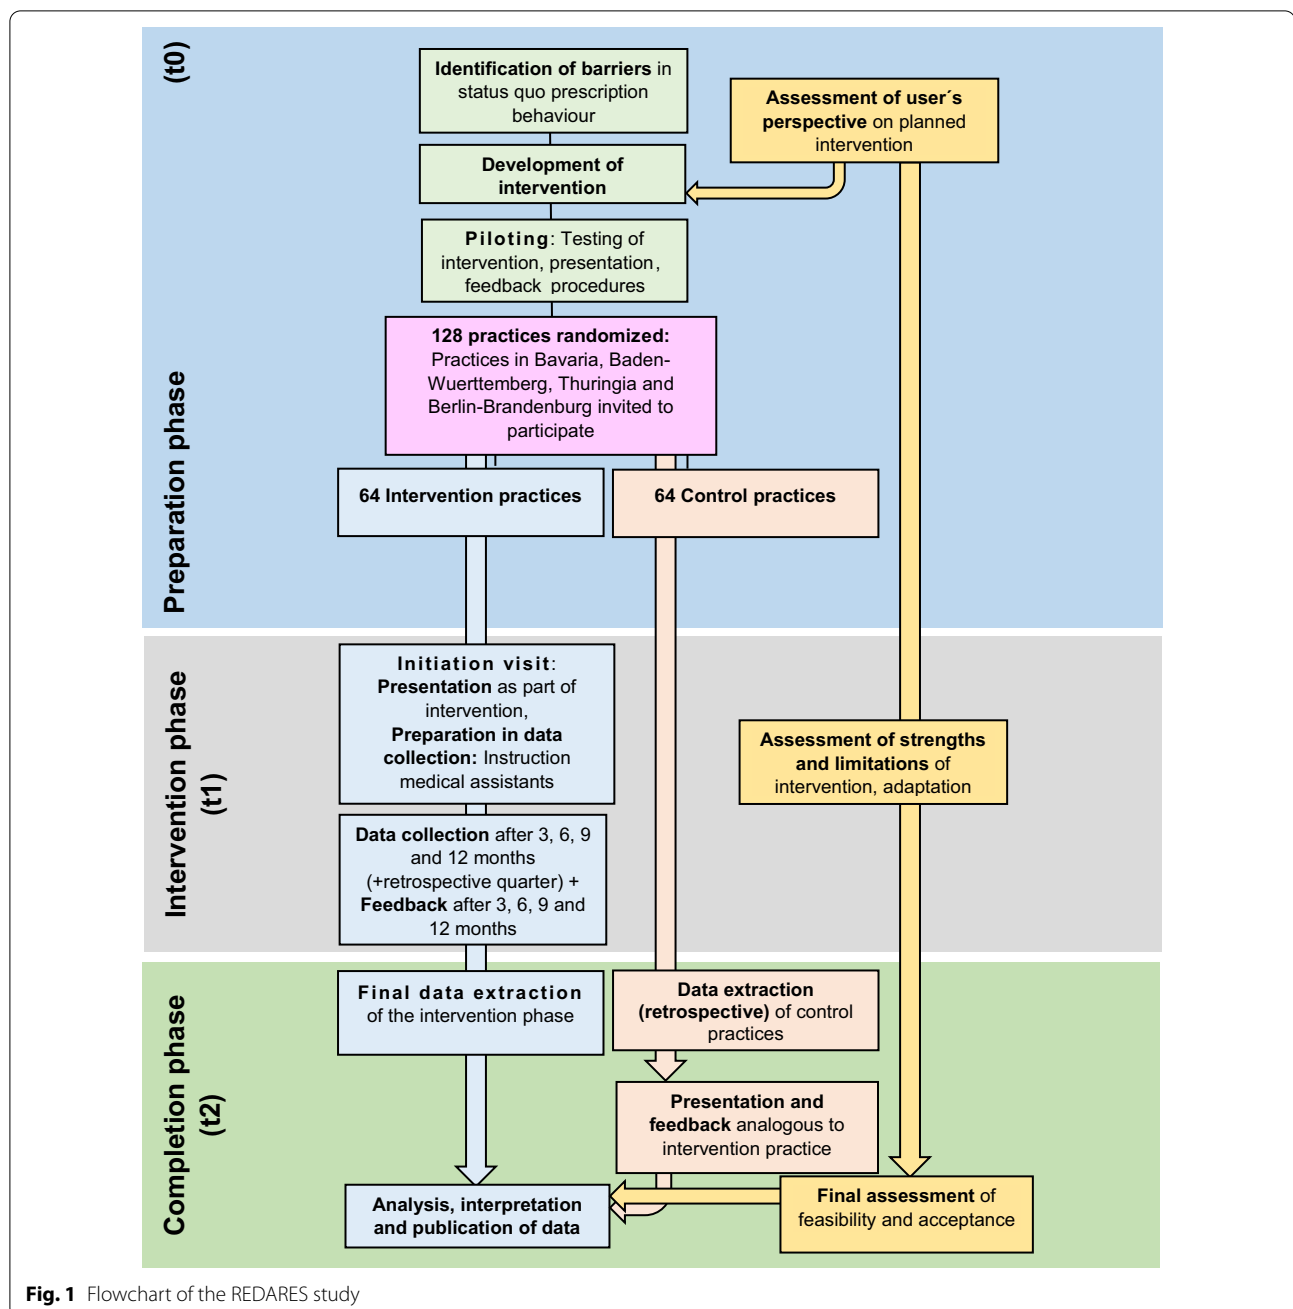 (t0)
Preparation phase
Identification of barriers in
status quo prescription
behaviour
Assessment of user´s
perspective on planned
intervention
Development of
intervention
Piloting: Testing of
intervention, presentation,
feedback procedures
128 practices randomized:
Practices in Bavaria, Baden-
Wuerttemberg, Thuringia and
Berlin-Brandenburg invited to
participate
64 Intervention practices
64 Control practices
Intervention phase
(t1)
Initiation visit:
Presentation as part of
intervention,
Preparation in data
collection: Instruction
medical assistants
Assessment of strengths
and limitations of
intervention, adaptation
Data collection after 3, 6, 9
and 12 months
(+retrospective quarter) +
Feedback after 3, 6, 9 and
12 months
Completion phase
(t2)
Final data extraction
of the intervention phase
Data extraction
(retrospective) of control
practices
Presentation and
feedback analogous to
intervention practice
Analysis, interpretation
and publication of data
Final assessment of
feasibility and acceptance
Fig. 1 Flowchart of the REDARES study